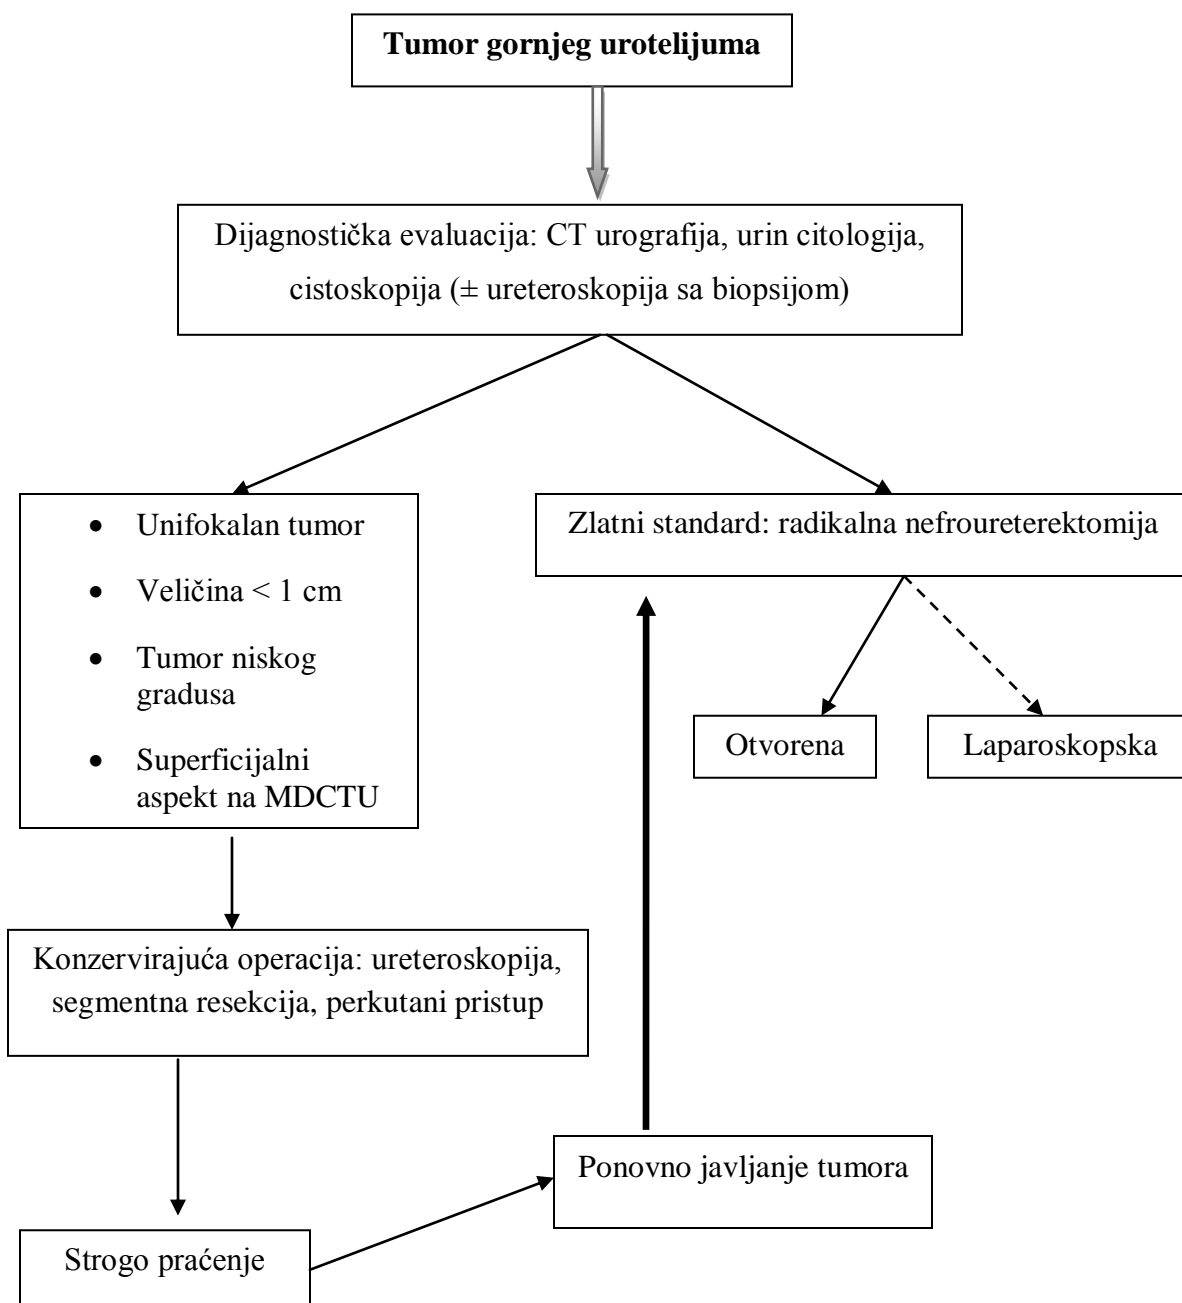 Tumor gornjeg urotelijuma
Dijagnostička evaluacija: CT urografija, urin citologija,
cistoskopija (± ureteroskopija sa biopsijom)
• Unifokalan tumor
• Veličina < 1 cm
• Tumor niskog
gradusa
• Superficijalni
aspekt na MDCTU
Zlatni standard: radikalna nefroureterektomija
Otvorena
Laparoskopska
Konzervirajuća operacija: ureteroskopija,
segmentna resekcija, perkutani pristup
Ponovno javljanje tumora
Strogo praćenje